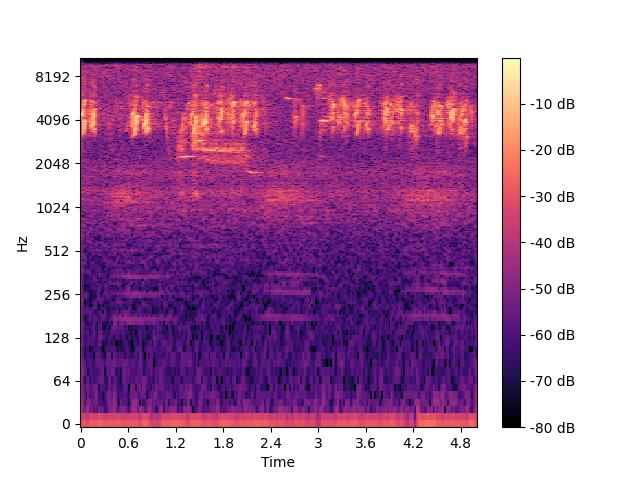 8192
4096
2048
1024
512
256
128
64
0
Hz
0 0.6 1.2 1.8 2.4 3 3.6 4.2 4.8
Time
-10 dB
-20 dB
-30 dB
-40 dB
-50 dB
-60 dB
-70 dB
-80 dB